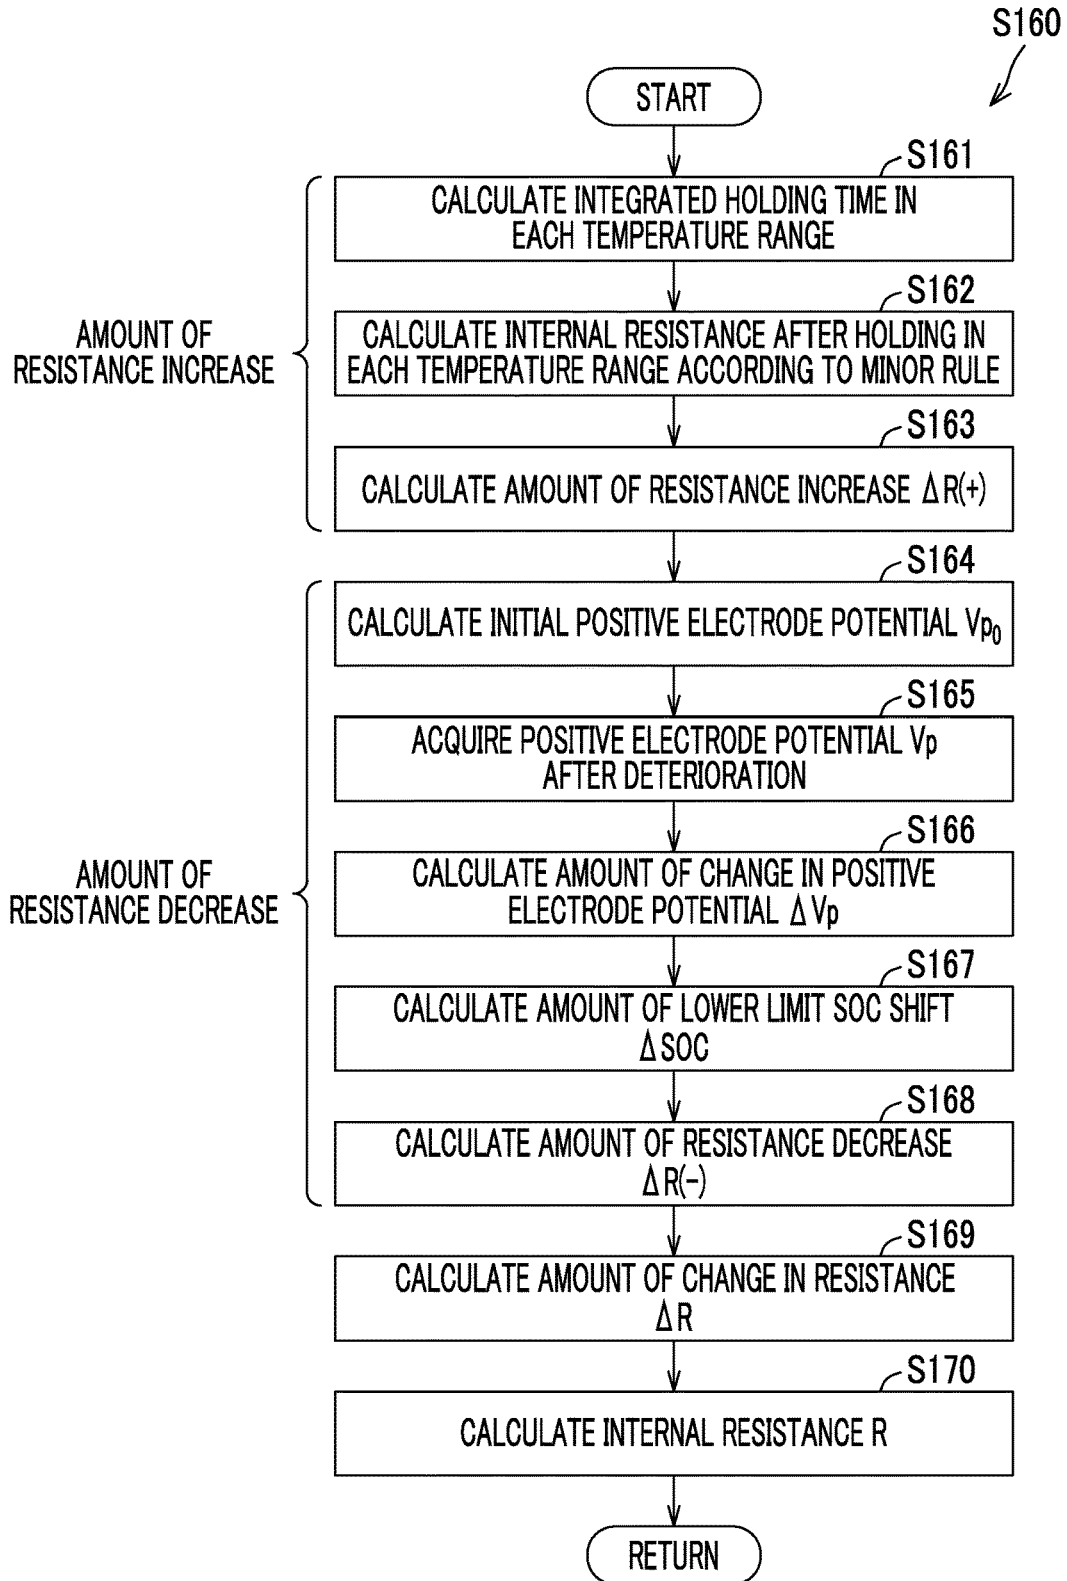 S160
START
S161
CALCULATE INTEGRATED HOLDING TIME IN
EACH TEMPERATURE RANGE
S162
CALCULATE INTERNAL RESISTANCE AFTER HOLDING IN
EACH TEMPERATURE RANGE ACCORDING TO MINOR RULE
AMOUNT OF
RESISTANCE INCREASE
S163
CALCULATE AMOUNT OF RESISTANCE INCREASE ΔR(+)
S164
CALCULATE INITIAL POSITIVE ELECTRODE POTENTIAL Vp₀
S165
ACQUIRE POSITIVE ELECTRODE POTENTIAL Vp
AFTER DETERIORATION
S166
CALCULATE AMOUNT OF CHANGE IN POSITIVE
ELECTRODE POTENTIAL ΔVp
AMOUNT OF
RESISTANCE DECREASE
S167
CALCULATE AMOUNT OF LOWER LIMIT SOC SHIFT
ΔSOC
S168
CALCULATE AMOUNT OF RESISTANCE DECREASE
ΔR(-)
S169
CALCULATE AMOUNT OF CHANGE IN RESISTANCE
ΔR
S170
CALCULATE INTERNAL RESISTANCE R
RETURN